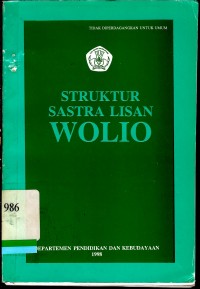 TIDAK DIPERDAGANGKAN UNTUK UMUM
STRUKTUR
SASTRA LISAN
WOLIO
986
DEPARTEMEN PENDIDIKAN DAN KEBUDAYAAN
1998